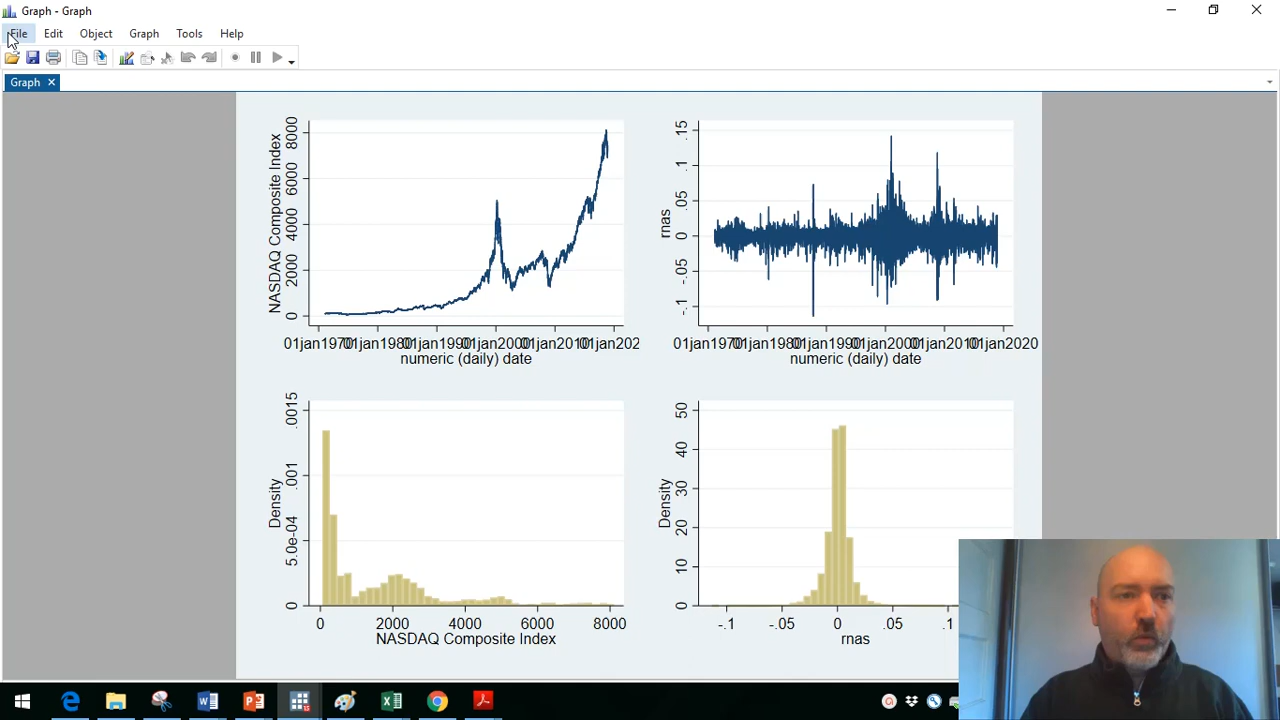 Graph - Graph
File Edit Object Graph Tools Help
Graph
NASDAQ Composite Index
8000
6000
4000
2000
0
01jan1970 01jan1980 01jan1990 01jan2000 01jan2010 01jan202
numeric (daily) date
rnas
.15
.1
.05
0
-.05
-.1
01jan1970 01jan1980 01jan1990 01jan2000 01jan2010 01jan2020
numeric (daily) date
Density
.0015
.001
5.0e-04
0
0 2000 4000 6000 8000
NASDAQ Composite Index
Density
50
40
30
20
10
0
-.1 -.05 0 .05 .1
rnas